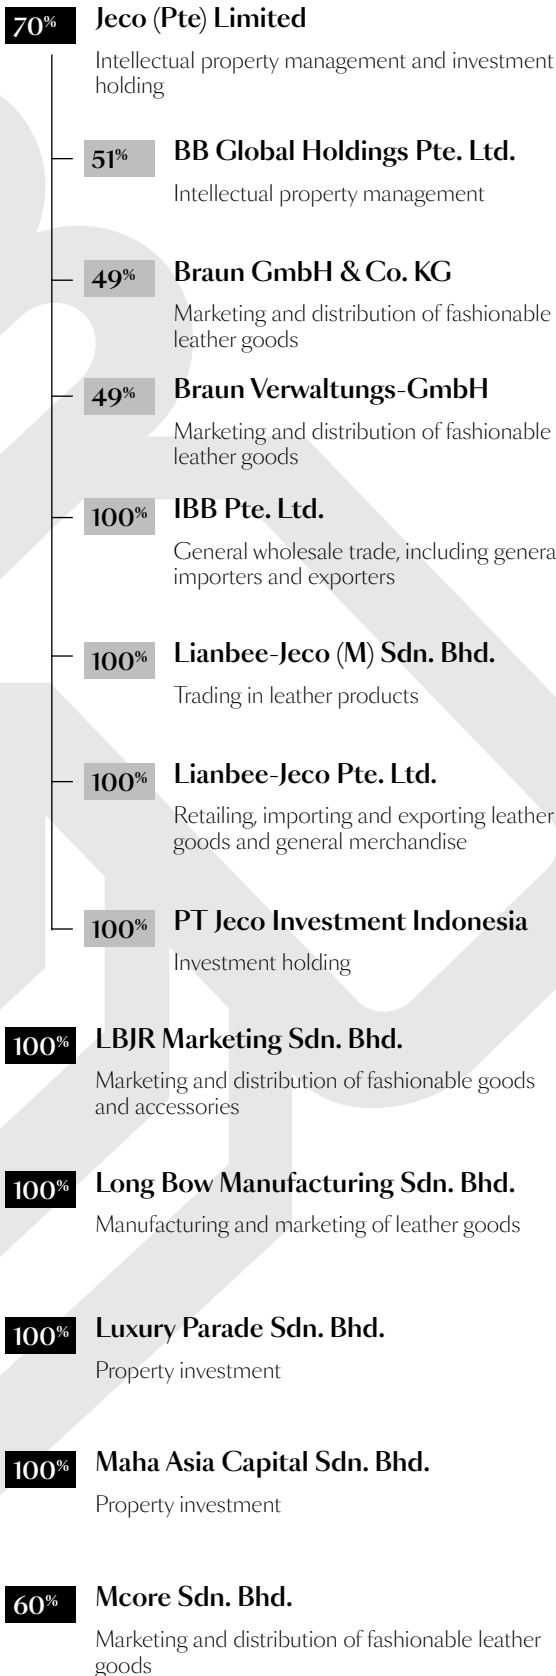 70% Jeco (Pte) Limited
Intellectual property management and investment
holding
51% BB Global Holdings Pte. Ltd.
Intellectual property management
49% Braun GmbH & Co. KG
Marketing and distribution of fashionable
leather goods
49% Braun Verwaltungs-GmbH
Marketing and distribution of fashionable
leather goods
100% IBB Pte. Ltd.
General wholesale trade, including genera
importers and exporters
100% Lianbee-Jeco (M) Sdn. Bhd.
Trading in leather products
100% Lianbee-Jeco Pte. Ltd.
Retailing, importing and exporting leather
goods and general merchandise
100% PT Jeco Investment Indonesia
Investment holding
100% LBJR Marketing Sdn. Bhd.
Marketing and distribution of fashionable goods
and accessories
100% Long Bow Manufacturing Sdn. Bhd.
Manufacturing and marketing of leather goods
100% Luxury Parade Sdn. Bhd.
Property investment
100% Maha Asia Capital Sdn. Bhd.
Property investment
60% Mcore Sdn. Bhd.
Marketing and distribution of fashionable leather
goods